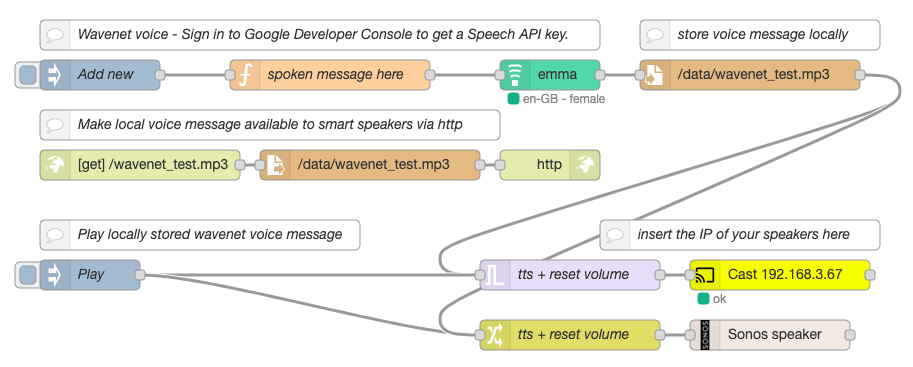 Wavenet voice - Sign in to Google Developer Console to get a Speech API key.
store voice message locally
Add new
spoken message here
emma
/data/wavenet_test.mp3
en-GB - female
Make local voice message available to smart speakers via http
[get] /wavenet_test.mp3
/data/wavenet_test.mp3
http
Play locally stored wavenet voice message
insert the IP of your speakers here
Play
tts + reset volume
Cast 192.168.3.67
ok
tts + reset volume
SONOS
Sonos speaker